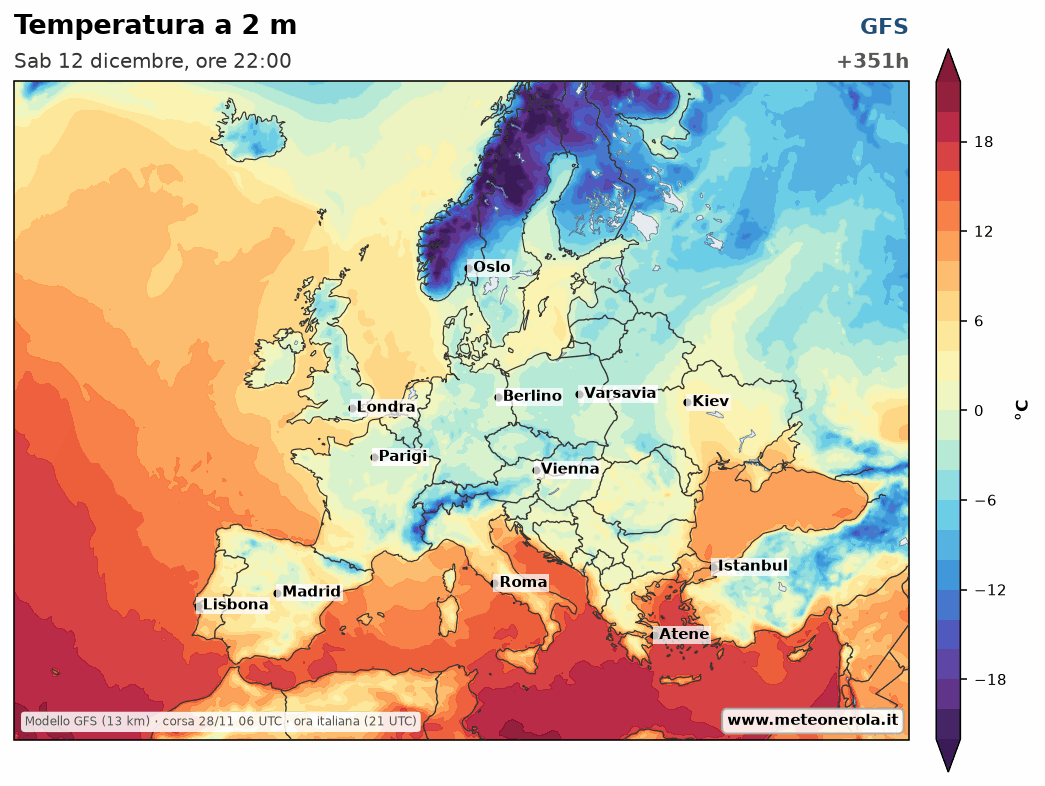 Temperatura a 2 m
GFS
Sab 12 dicembre, ore 22:00
+351h
18
12
6
0
−6
−12
−18
°C
Oslo
Berlino
Varsavia
Kiev
Londra
Parigi
Vienna
Istanbul
Roma
Madrid
Lisbona
Atene
Modello GFS (13 km) · corsa 28/11 06 UTC · ora italiana (21 UTC)
www.meteonerola.it